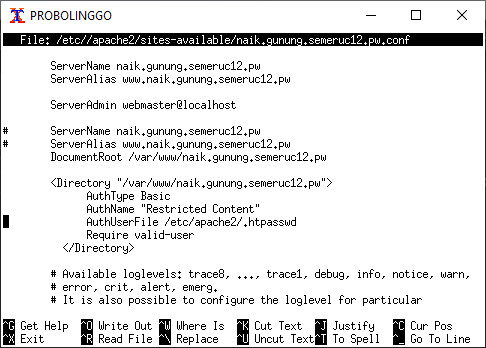 PROBOLINGGO
File: /etc//apache2/sites-available/naik.gunung.semeruc12.pw.conf
ServerName naik.gunung.semeruc12.pw
ServerAlias www.naik.gunung.semeruc12.pw
ServerAdmin webmaster@localhost
# ServerName naik.gunung.semeruc12.pw
# ServerAlias www.naik.gunung.semeruc12.pw
DocumentRoot /var/www/naik.gunung.semeruc12.pw
<Directory "/var/www/naik.gunung.semeruc12.pw">
AuthType Basic
AuthName "Restricted Content"
AuthUserFile /etc/apache2/.htpasswd
Require valid-user
</Directory>
# Available loglevels: trace8, ..., trace1, debug, info, notice, warn,
# error, crit, alert, emerg.
# It is also possible to configure the loglevel for particular
^G Get Help ^O Write Out ^W Where Is ^K Cut Text ^J Justify ^C Cur Pos
^X Exit ^R Read File ^\ Replace ^U Uncut Text ^T To Spell ^_ Go To Line